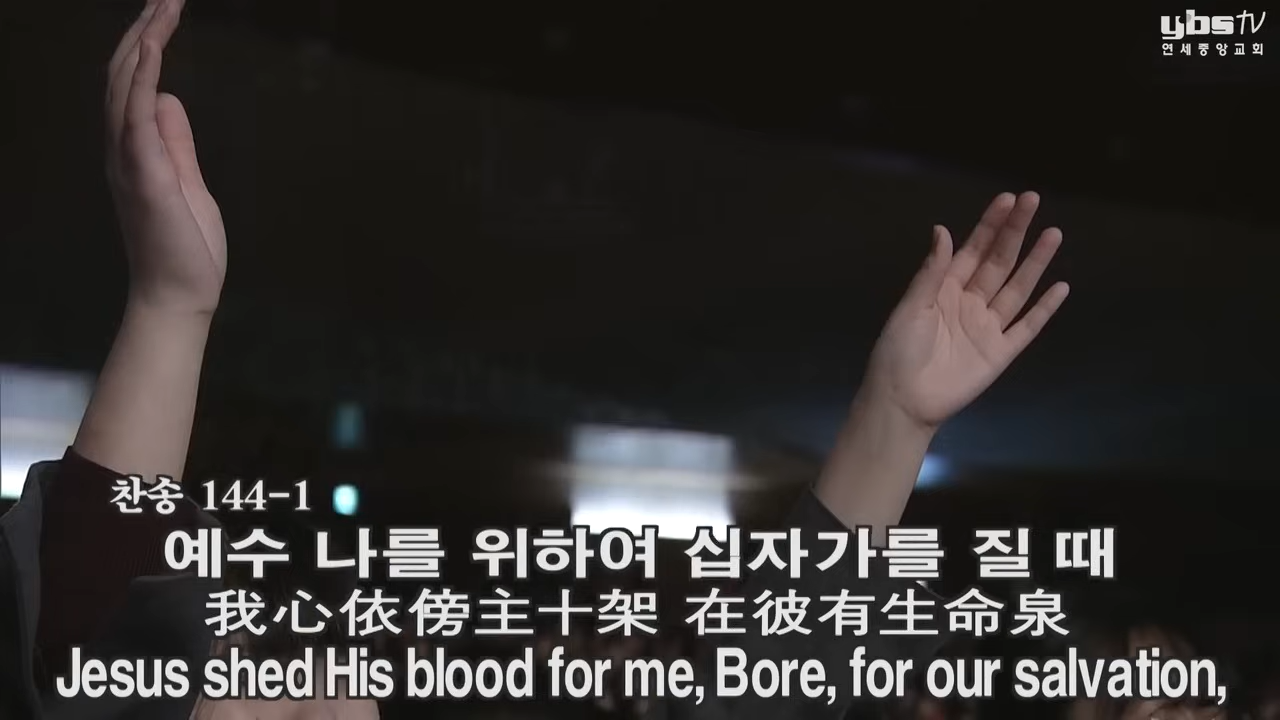 ybsTV
연세중앙교회
찬송 144-1
예수 나를 위하여 십자가를 질 때
我心依傍主十架 在彼有生命泉
Jesus shed His blood for me, Bore, for our salvation,